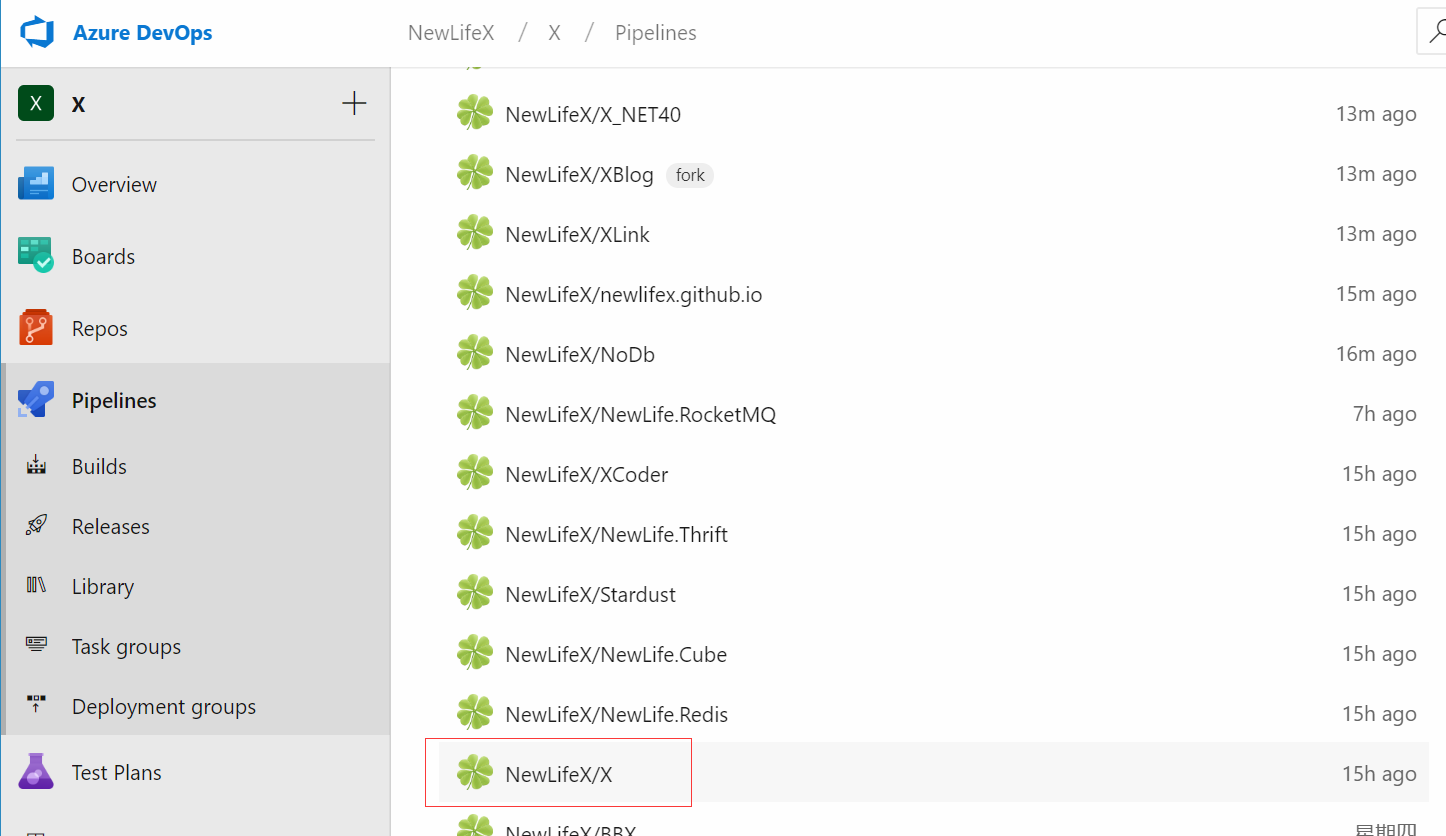 Azure DevOps
NewLifeX / X / Pipelines
X X
Overview
Boards
Repos
Pipelines
Builds
Releases
Library
Task groups
Deployment groups
Test Plans
NewLifeX/X_NET40 13m ago
NewLifeX/XBlog fork 13m ago
NewLifeX/XLink 13m ago
NewLifeX/newlifex.github.io 15m ago
NewLifeX/NoDb 16m ago
NewLifeX/NewLife.RocketMQ 7h ago
NewLifeX/XCoder 15h ago
NewLifeX/NewLife.Thrift 15h ago
NewLifeX/Stardust 15h ago
NewLifeX/NewLife.Cube 15h ago
NewLifeX/NewLife.Redis 15h ago
NewLifeX/X 15h ago
NewLifeX/BBX 星期四